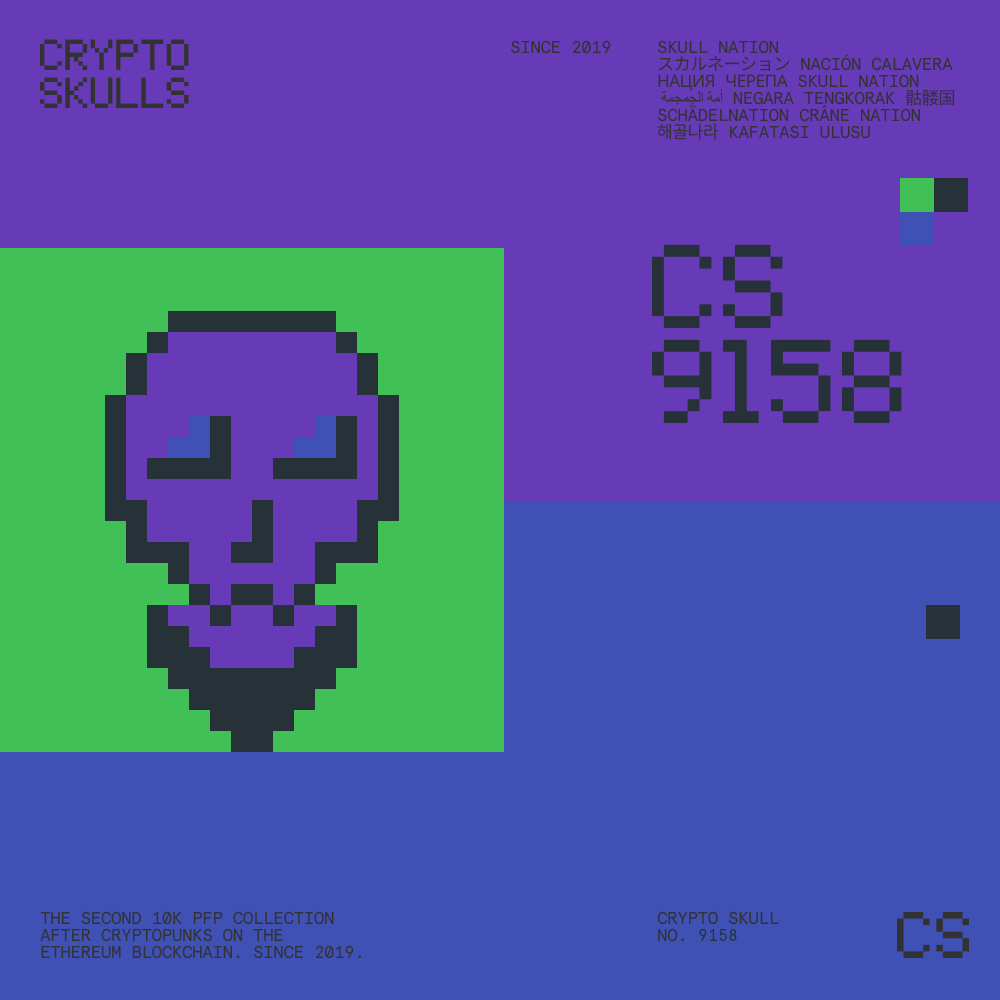 CRYPTO
SKULLS
SINCE 2019
SKULL NATION
スカルネーション NACIÓN CALAVERA
НАЦИЯ ЧЕРЕПА SKULL NATION
أمة الجمجمة NEGARA TENGKORAK 骷髅国
SCHÄDELNATION CRÂNE NATION
해골나라 KAFATASI ULUSU
CS
9158
THE SECOND 10K PFP COLLECTION
AFTER CRYPTOPUNKS ON THE
ETHEREUM BLOCKCHAIN. SINCE 2019.
CRYPTO SKULL
NO. 9158
CS